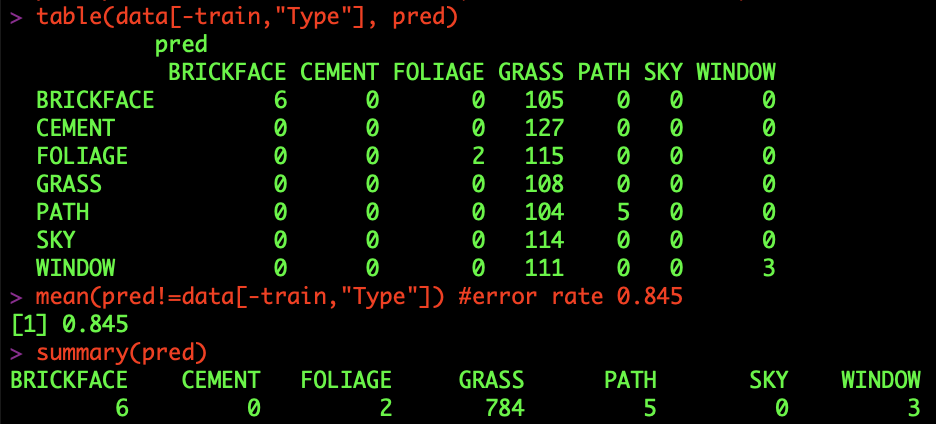 > table(data[-train,"Type"], pred)
pred
BRICKFACE CEMENT FOLIAGE GRASS PATH SKY WINDOW
BRICKFACE 6 0 0 105 0 0 0
CEMENT 0 0 0 127 0 0 0
FOLIAGE 0 0 2 115 0 0 0
GRASS 0 0 0 108 0 0 0
PATH 0 0 0 104 5 0 0
SKY 0 0 0 114 0 0 0
WINDOW 0 0 0 111 0 0 3
> mean(pred!=data[-train,"Type"]) #error rate 0.845
[1] 0.845
> summary(pred)
BRICKFACE CEMENT FOLIAGE GRASS PATH SKY WINDOW
6 0 2 784 5 0 3